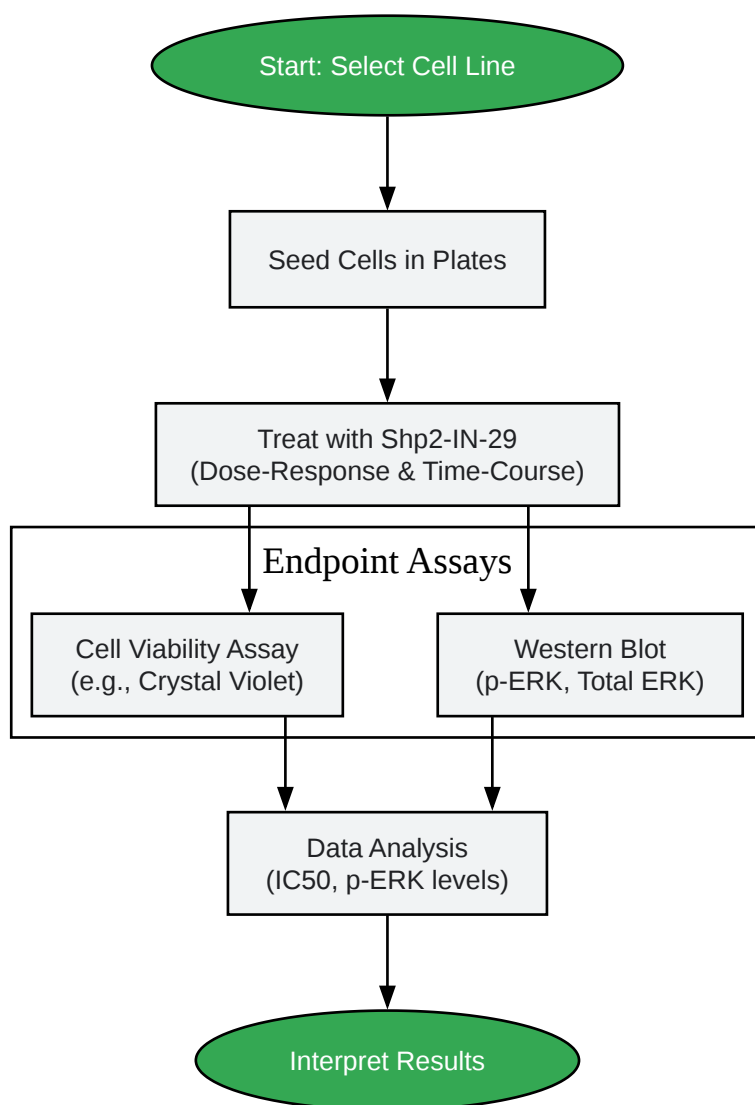 Start: Select Cell Line
Seed Cells in Plates
Treat with Shp2-IN-29
(Dose-Response & Time-Course)
Endpoint Assays
Cell Viability Assay
(e.g., Crystal Violet)
Western Blot
(p-ERK, Total ERK)
Data Analysis
(IC50, p-ERK levels)
Interpret Results